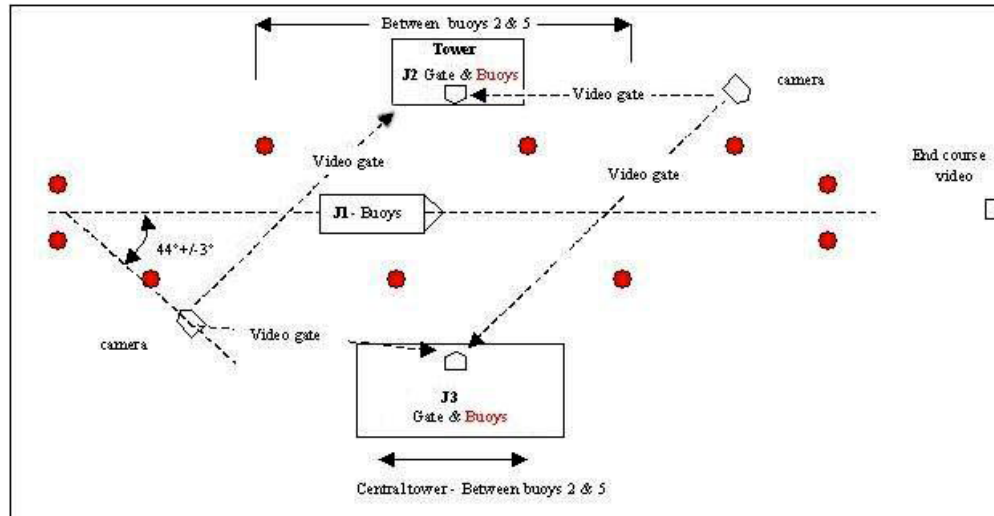 Between buoys 2 & 5
Tower
J2 Gate & Buoys
Video gate
camera
Video gate
Video gate
End course
video
J1 - Buoys
44°+/-3°
Video gate
camera
J3
Gate & Buoys
Central tower - Between buoys 2 & 5